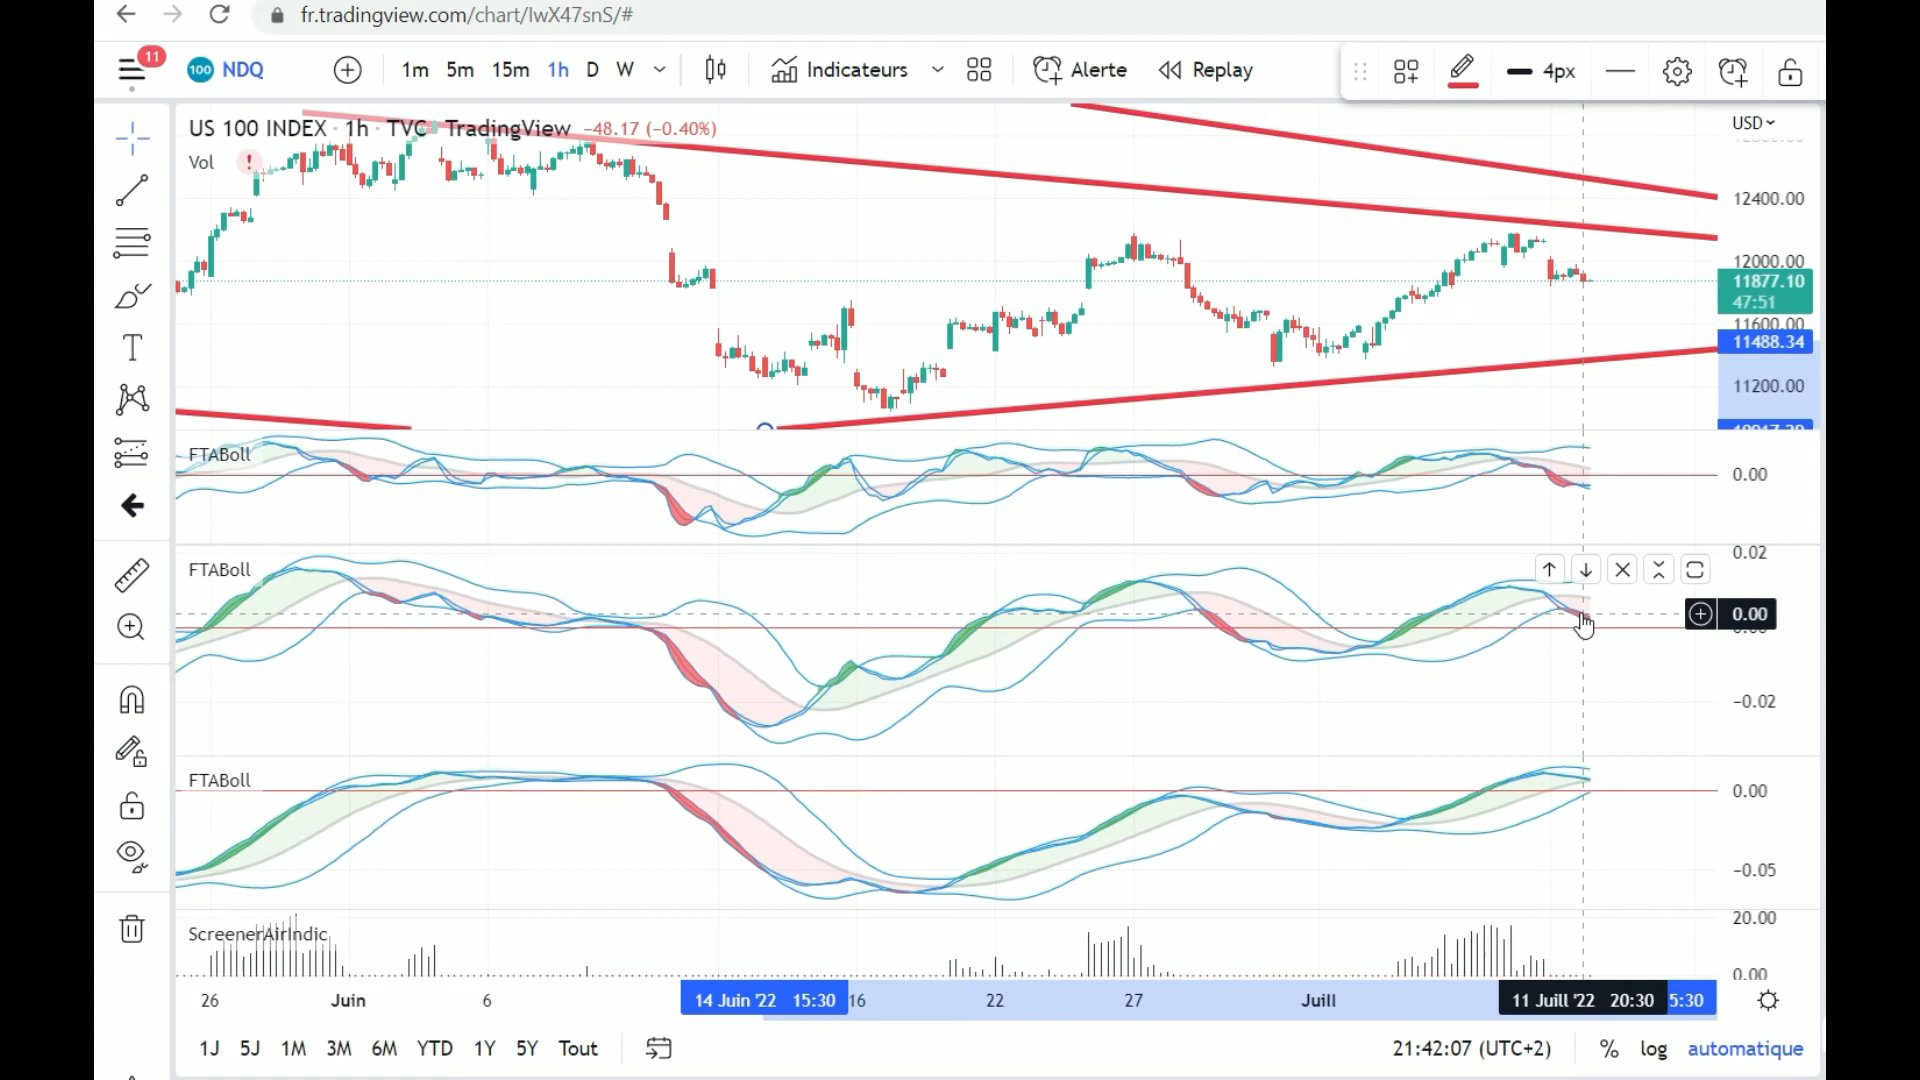 fr.tradingview.com/chart/IwX47snS/#
11
100 NDQ 1m 5m 15m 1h D W Indicateurs Alerte Replay 4px
US 100 INDEX · 1h · TVC · TradingView −48.17 (−0.40%)
USD
Vol !
12400.00
12000.00
11877.10
47:51
11600.00
11488.34
11200.00
FTABoll
0.00
FTABoll
0.02
0.00
−0.02
FTABoll
0.00
−0.05
ScreenerAirIndic
20.00
0.00
26 Juin 6 14 Juin '22 15:30 16 22 27 Juill 11 Juill '22 20:30 5:30
1J 5J 1M 3M 6M YTD 1Y 5Y Tout 21:42:07 (UTC+2) % log automatique